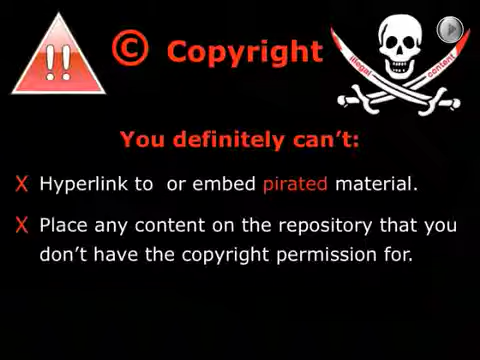 !!
© Copyright
illegal content
You definitely can't:
X Hyperlink to or embed pirated material.
X Place any content on the repository that you
don't have the copyright permission for.